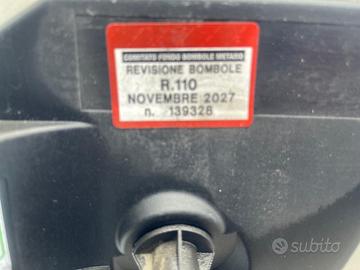 COMITATO FONDO BOMBOLE METANO
REVISIONE BOMBOLE
R.110
NOVEMBRE 2027
n. 139328
subito